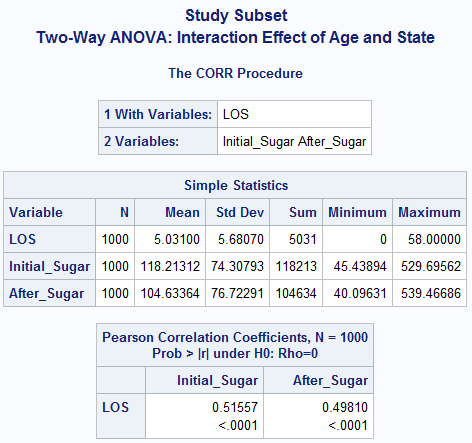 Study Subset
Two-Way ANOVA: Interaction Effect of Age and State
The CORR Procedure
1 With Variables: LOS
2 Variables: Initial_Sugar After_Sugar
Simple Statistics
Variable N Mean Std Dev Sum Minimum Maximum
LOS 1000 5.03100 5.68070 5031 0 58.00000
Initial_Sugar 1000 118.21312 74.30793 118213 45.43894 529.69562
After_Sugar 1000 104.63364 76.72291 104634 40.09631 539.46686
Pearson Correlation Coefficients, N = 1000
Prob > |r| under H0: Rho=0
Initial_Sugar After_Sugar
LOS 0.51557 0.49810
<.0001 <.0001